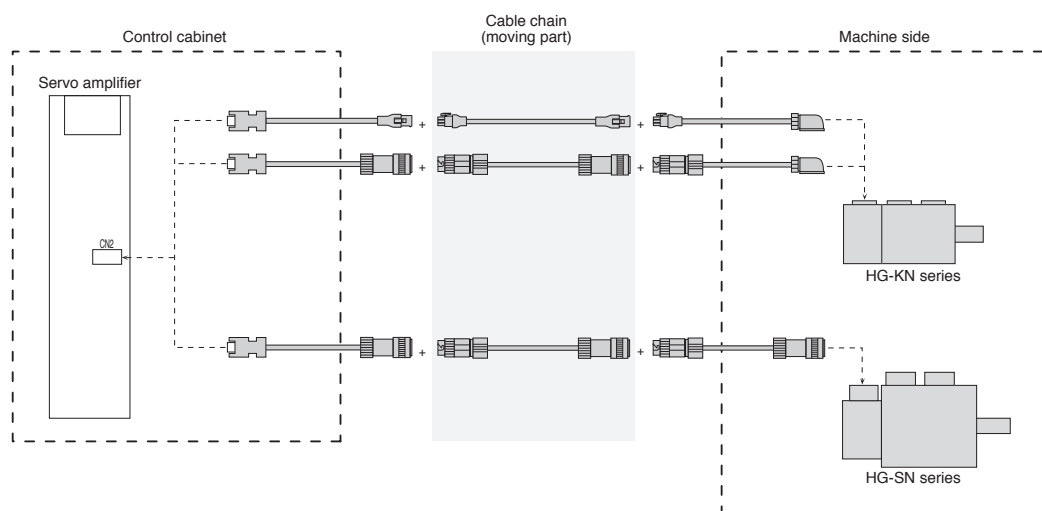 Control cabinet
Cable chain
(moving part)
Machine side
Servo amplifier
+ +
+ +
CN2
HG-KN series
+ +
HG-SN series